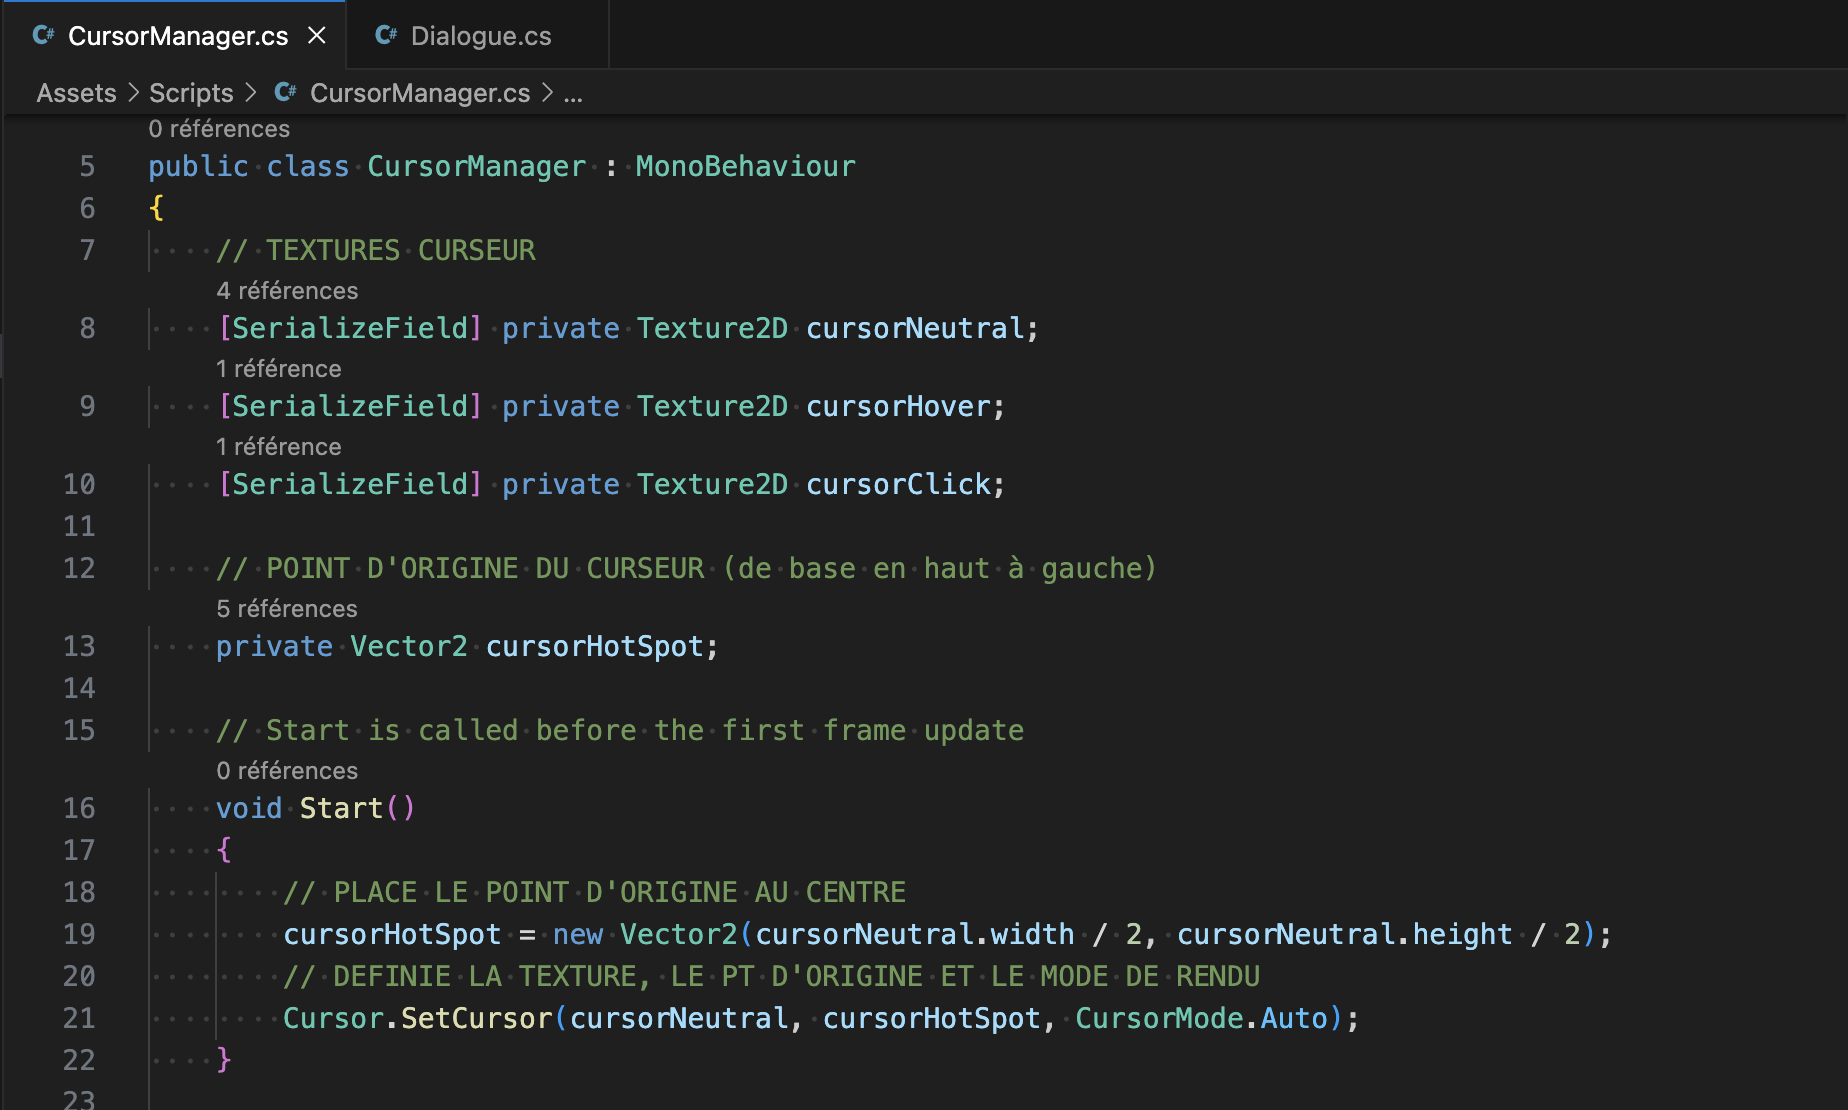 CursorManager.cs
Dialogue.cs
Assets > Scripts > CursorManager.cs > ...
0 références
5 public class CursorManager : MonoBehaviour
6 {
7 // TEXTURES CURSEUR
4 références
8 [SerializeField] private Texture2D cursorNeutral;
1 référence
9 [SerializeField] private Texture2D cursorHover;
1 référence
10 [SerializeField] private Texture2D cursorClick;
11
12 // POINT D'ORIGINE DU CURSEUR (de base en haut à gauche)
5 références
13 private Vector2 cursorHotSpot;
14
15 // Start is called before the first frame update
0 références
16 void Start()
17 {
18 // PLACE LE POINT D'ORIGINE AU CENTRE
19 cursorHotSpot = new Vector2(cursorNeutral.width / 2, cursorNeutral.height / 2);
20 // DEFINIE LA TEXTURE, LE PT D'ORIGINE ET LE MODE DE RENDU
21 Cursor.SetCursor(cursorNeutral, cursorHotSpot, CursorMode.Auto);
22 }
23